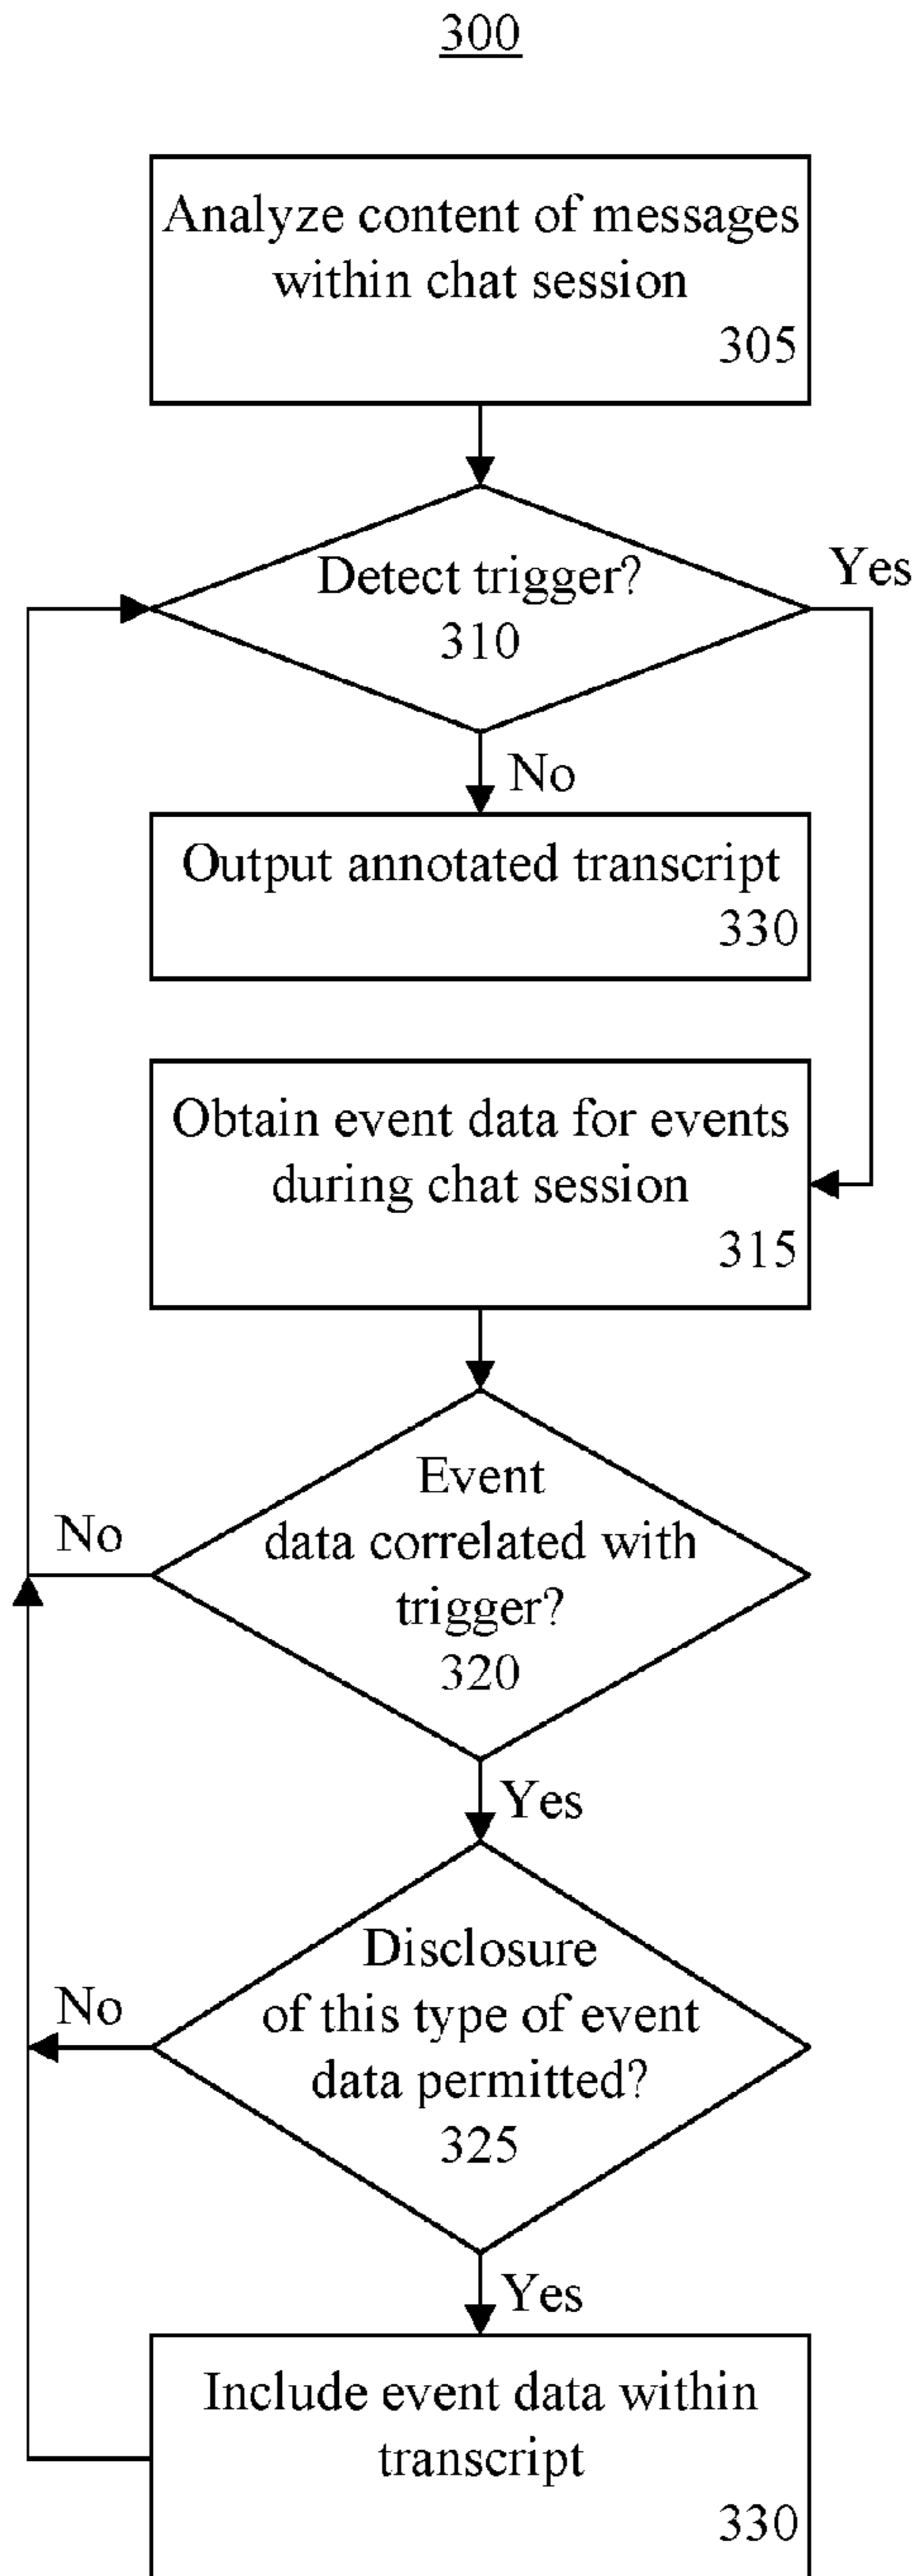 300
Analyze content of messages
within chat session
305
Detect trigger?
310
Yes
No
Output annotated transcript
330
Obtain event data for events
during chat session
315
Event
data correlated with
trigger?
320
No
Yes
Disclosure
of this type of event
data permitted?
325
No
Yes
Include event data within
transcript
330